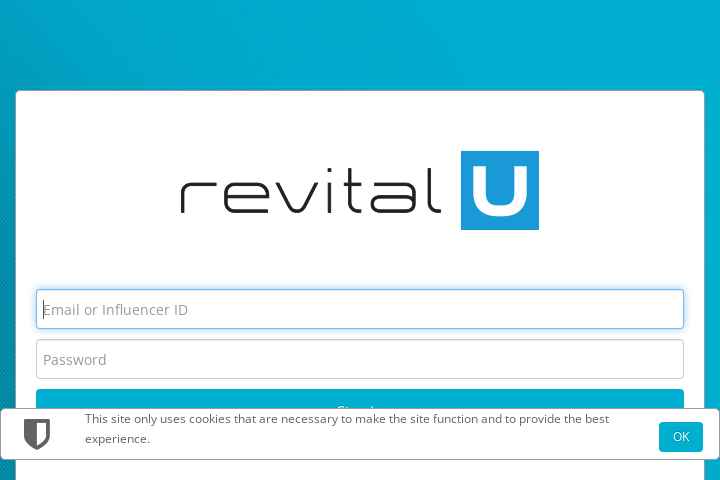 revital U
Email or Influencer ID
Password
This site only uses cookies that are necessary to make the site function and to provide the best
experience.
OK